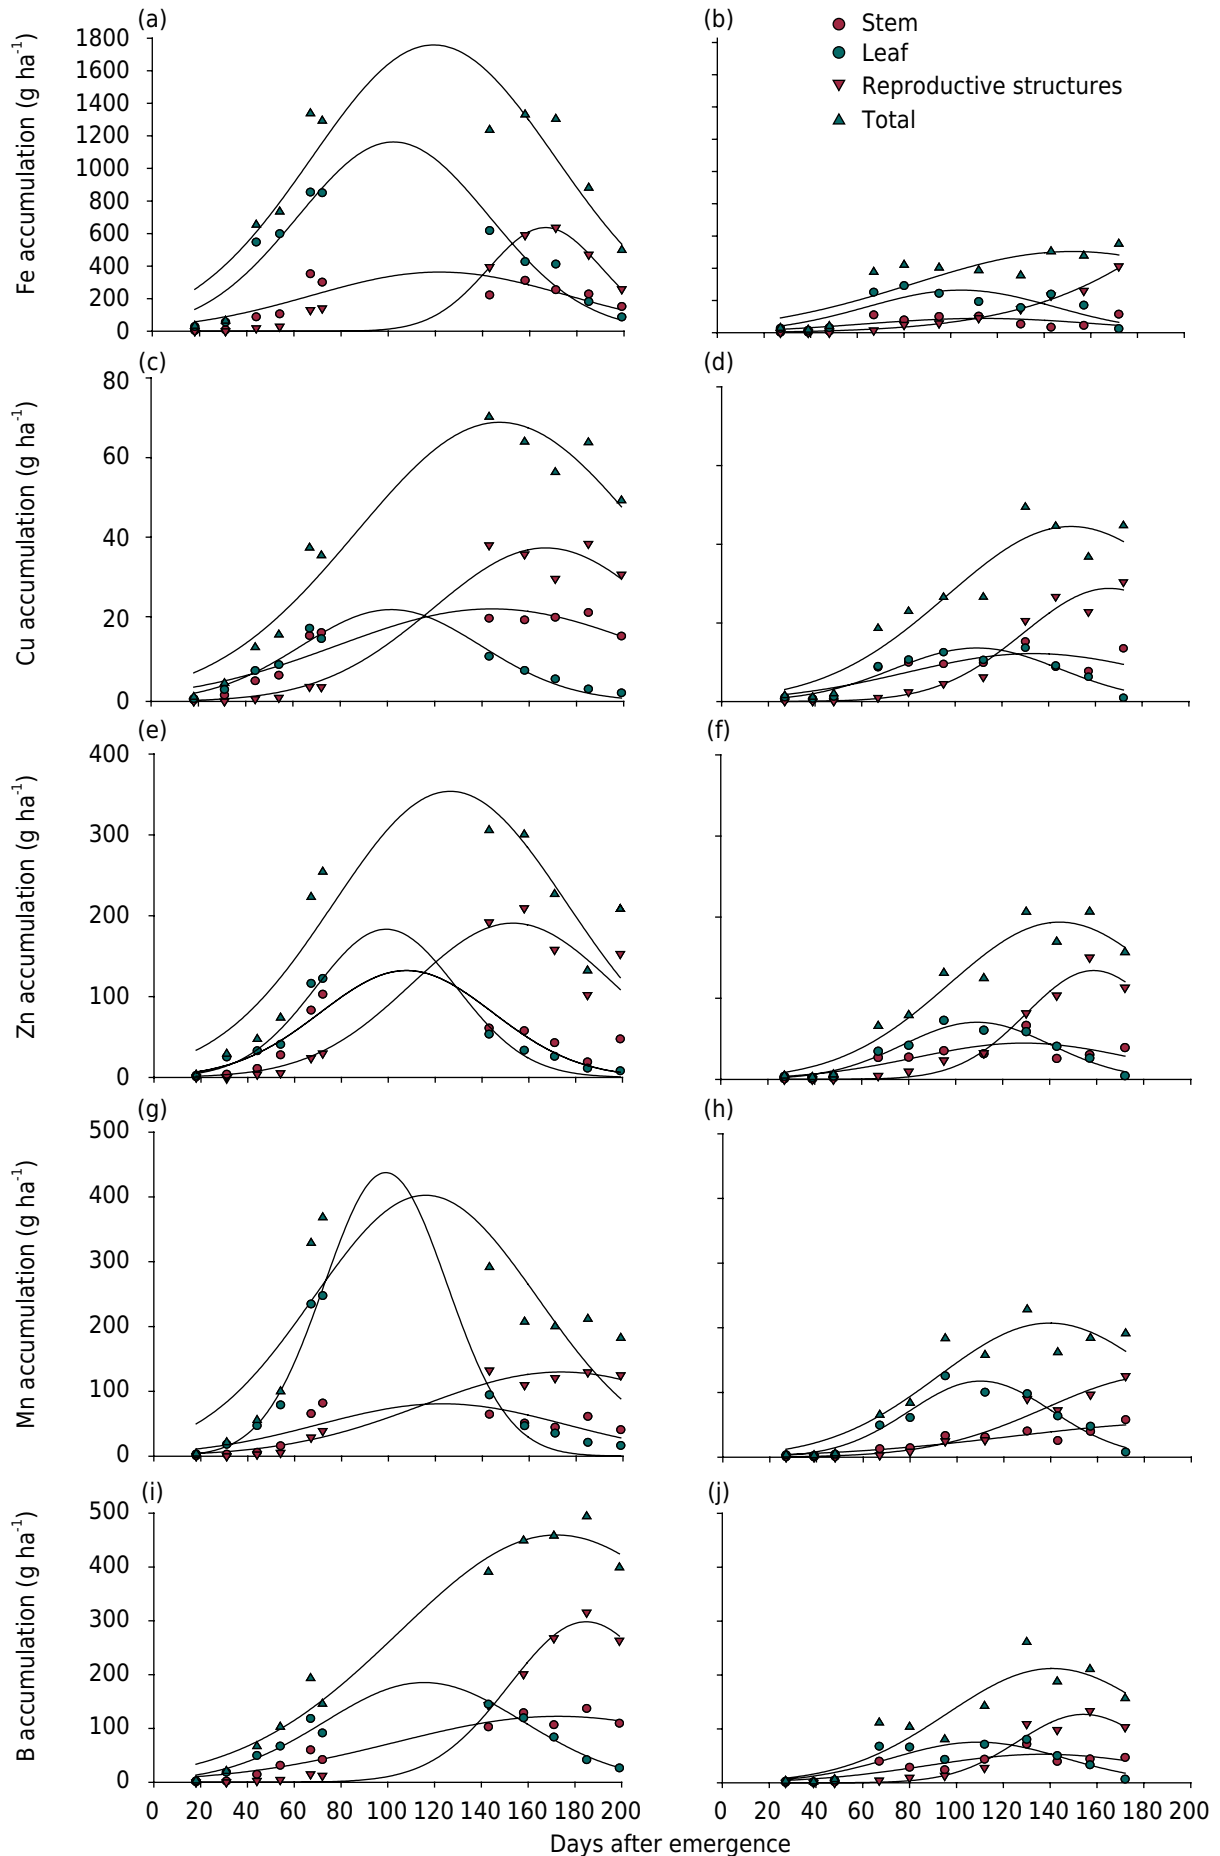 (a)
(b)
Stem
Leaf
Reproductive structures
Total
1800
1600
1400
1200
1000
800
600
400
200
0
Fe accumulation (g ha-1)
(c)
(d)
80
60
40
20
0
Cu accumulation (g ha-1)
(e)
(f)
400
300
200
100
0
Zn accumulation (g ha-1)
(g)
(h)
500
400
300
200
100
0
Mn accumulation (g ha-1)
(i)
(j)
500
400
300
200
100
0
B accumulation (g ha-1)
0 20 40 60 80 100 120 140 160 180 200
0 20 40 60 80 100 120 140 160 180 200
Days after emergence